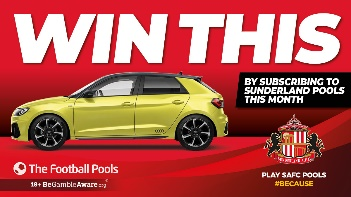 WIN THIS
BY SUBSCRIBING TO
SUNDERLAND POOLS
THIS MONTH
The Football Pools
18+ BeGambleAware.org
PLAY SAFC POOLS
#BECAUSE